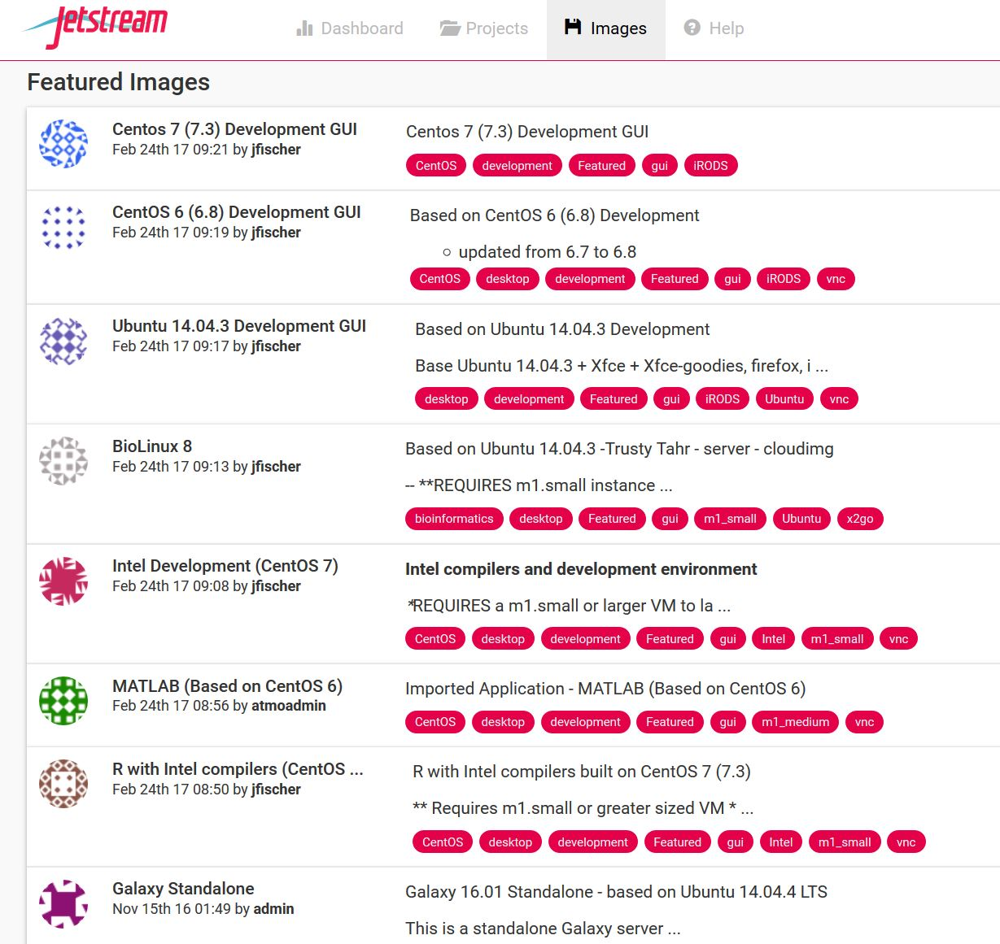 Jetstream
Dashboard Projects Images Help
Featured Images
Centos 7 (7.3) Development GUI
Feb 24th 17 09:21 by jfischer
Centos 7 (7.3) Development GUI
CentOS development Featured gui iRODS
CentOS 6 (6.8) Development GUI
Feb 24th 17 09:19 by jfischer
Based on CentOS 6 (6.8) Development
○ updated from 6.7 to 6.8
CentOS desktop development Featured gui iRODS vnc
Ubuntu 14.04.3 Development GUI
Feb 24th 17 09:17 by jfischer
Based on Ubuntu 14.04.3 Development
Base Ubuntu 14.04.3 + Xfce + Xfce-goodies, firefox, i ...
desktop development Featured gui iRODS Ubuntu vnc
BioLinux 8
Feb 24th 17 09:13 by jfischer
Based on Ubuntu 14.04.3 -Trusty Tahr - server - cloudimg
-- **REQUIRES m1.small instance ...
bioinformatics desktop Featured gui m1_small Ubuntu x2go
Intel Development (CentOS 7)
Feb 24th 17 09:08 by jfischer
Intel compilers and development environment
*REQUIRES a m1.small or larger VM to la ...
CentOS desktop development Featured gui Intel m1_small vnc
MATLAB (Based on CentOS 6)
Feb 24th 17 08:56 by atmoadmin
Imported Application - MATLAB (Based on CentOS 6)
CentOS desktop development Featured gui m1_medium vnc
R with Intel compilers (CentOS ...
Feb 24th 17 08:50 by jfischer
R with Intel compilers built on CentOS 7 (7.3)
** Requires m1.small or greater sized VM * ...
CentOS desktop development Featured gui Intel m1_small vnc
Galaxy Standalone
Nov 15th 16 01:49 by admin
Galaxy 16.01 Standalone - based on Ubuntu 14.04.4 LTS
This is a standalone Galaxy server ...